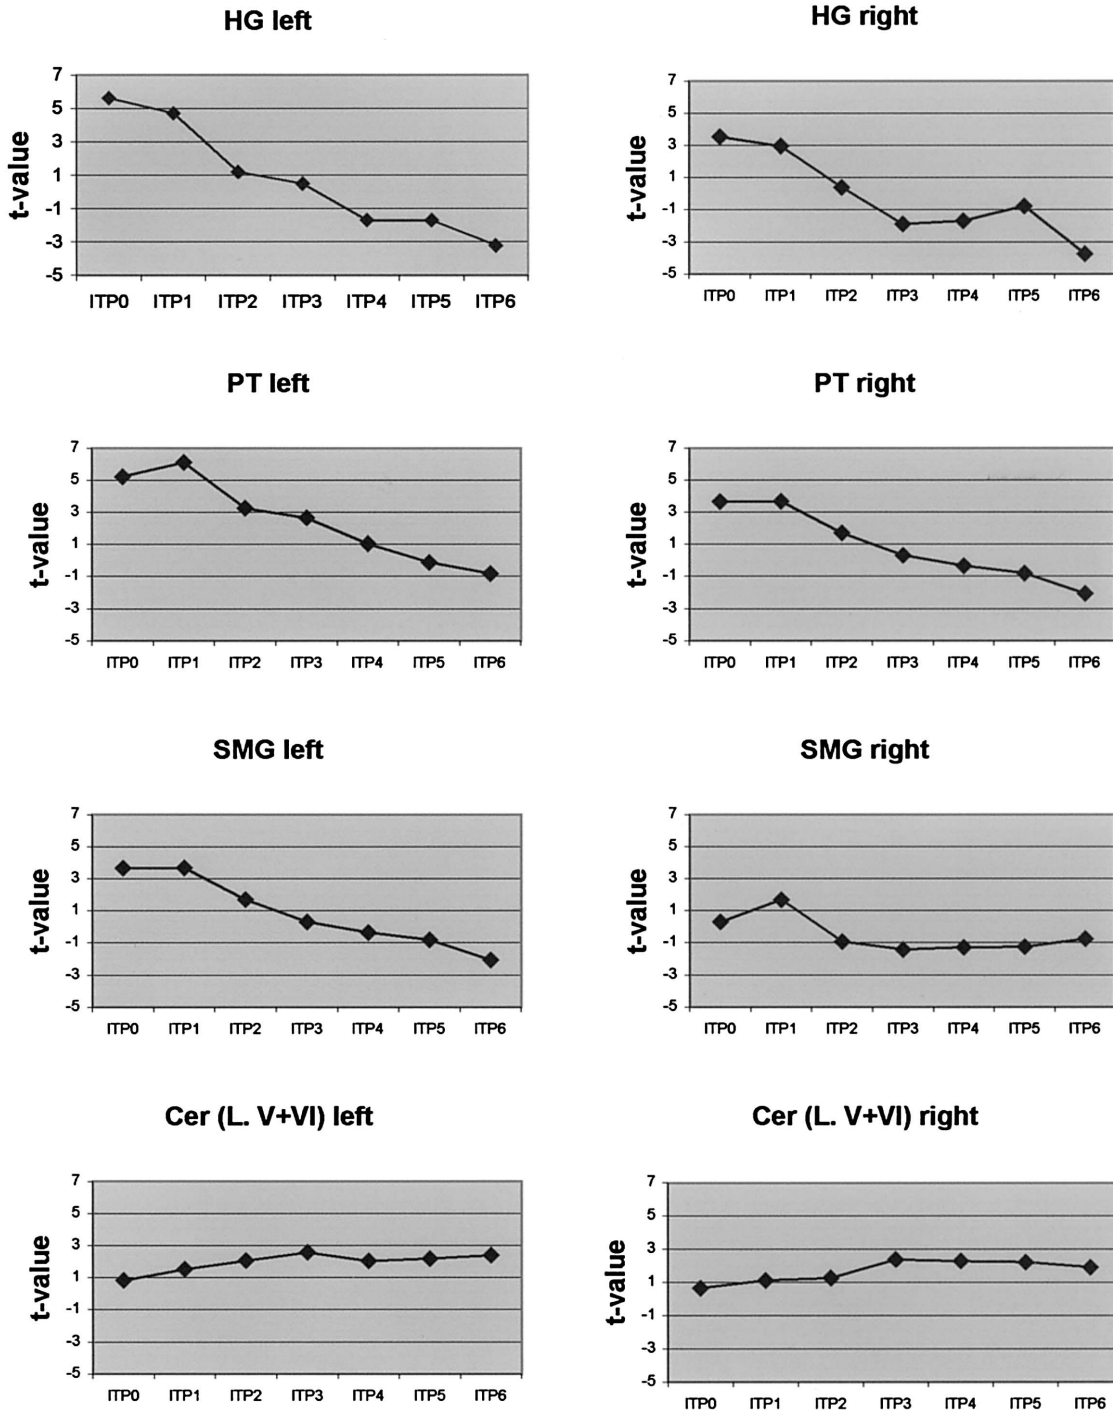 HG left
HG right
t-value
7
5
3
1
-1
-3
-5
ITP0 ITP1 ITP2 ITP3 ITP4 ITP5 ITP6
t-value
7
5
3
1
-1
-3
-5
ITP0 ITP1 ITP2 ITP3 ITP4 ITP5 ITP6
PT left
PT right
t-value
7
5
3
1
-1
-3
-5
ITP0 ITP1 ITP2 ITP3 ITP4 ITP5 ITP6
t-value
7
5
3
1
-1
-3
-5
ITP0 ITP1 ITP2 ITP3 ITP4 ITP5 ITP6
SMG left
SMG right
t-value
7
5
3
1
-1
-3
-5
ITP0 ITP1 ITP2 ITP3 ITP4 ITP5 ITP6
t-value
7
5
3
1
-1
-3
-5
ITP0 ITP1 ITP2 ITP3 ITP4 ITP5 ITP6
Cer (L. V+VI) left
Cer (L. V+VI) right
t-value
7
5
3
1
-1
-3
-5
ITP0 ITP1 ITP2 ITP3 ITP4 ITP5 ITP6
t-value
7
5
3
1
-1
-3
-5
ITP0 ITP1 ITP2 ITP3 ITP4 ITP5 ITP6